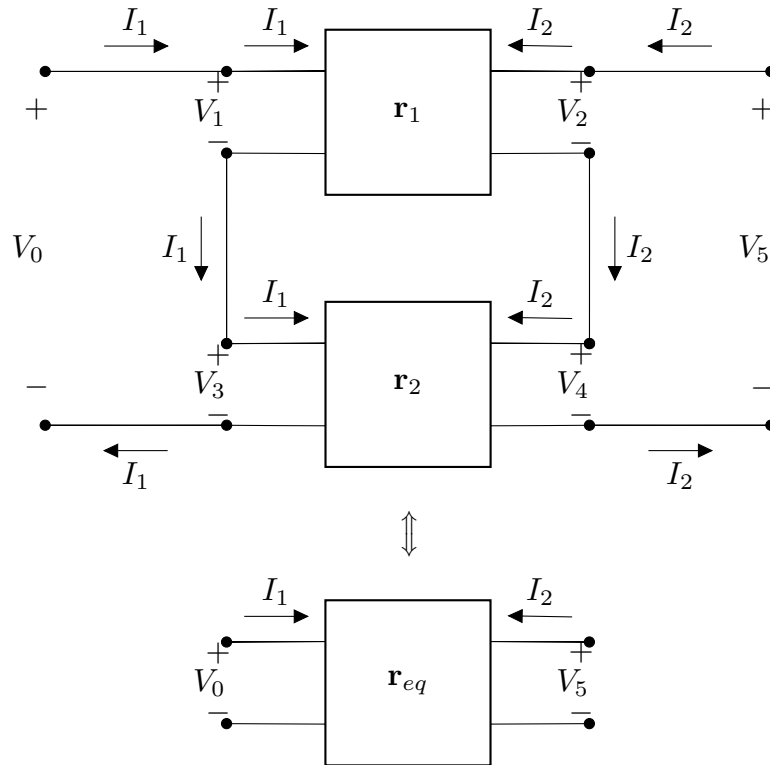 I₁ I₁ I₂ I₂
+ + + +
V₁ r₁ V₂
− −
V₀ I₁ I₂ V₅
I₁ I₂
+ +
− V₃ r₂ V₄ −
− −
I₁ I₂
⇕
I₁ I₂
+ +
V₀ r_eq V₅
− −